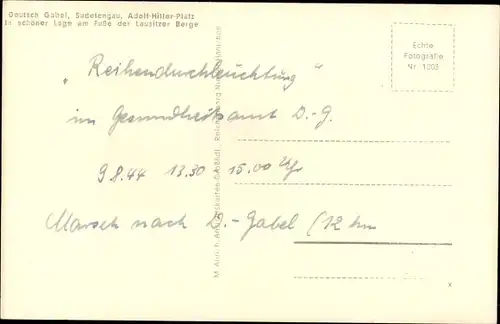 Deutsch Gabel, Sudetengau, Adolf-Hitler-Platz
In schöner Lage am Fuße der Lausitzer Berge
Echte
Fotografie
Nr 1003
„Reihendurchleuchtung"
im Gesundheitsamt D.-G.
9.8.44 13.30 - 15.00 Uhr
Marsch nach D.-Gabel (12 km
x